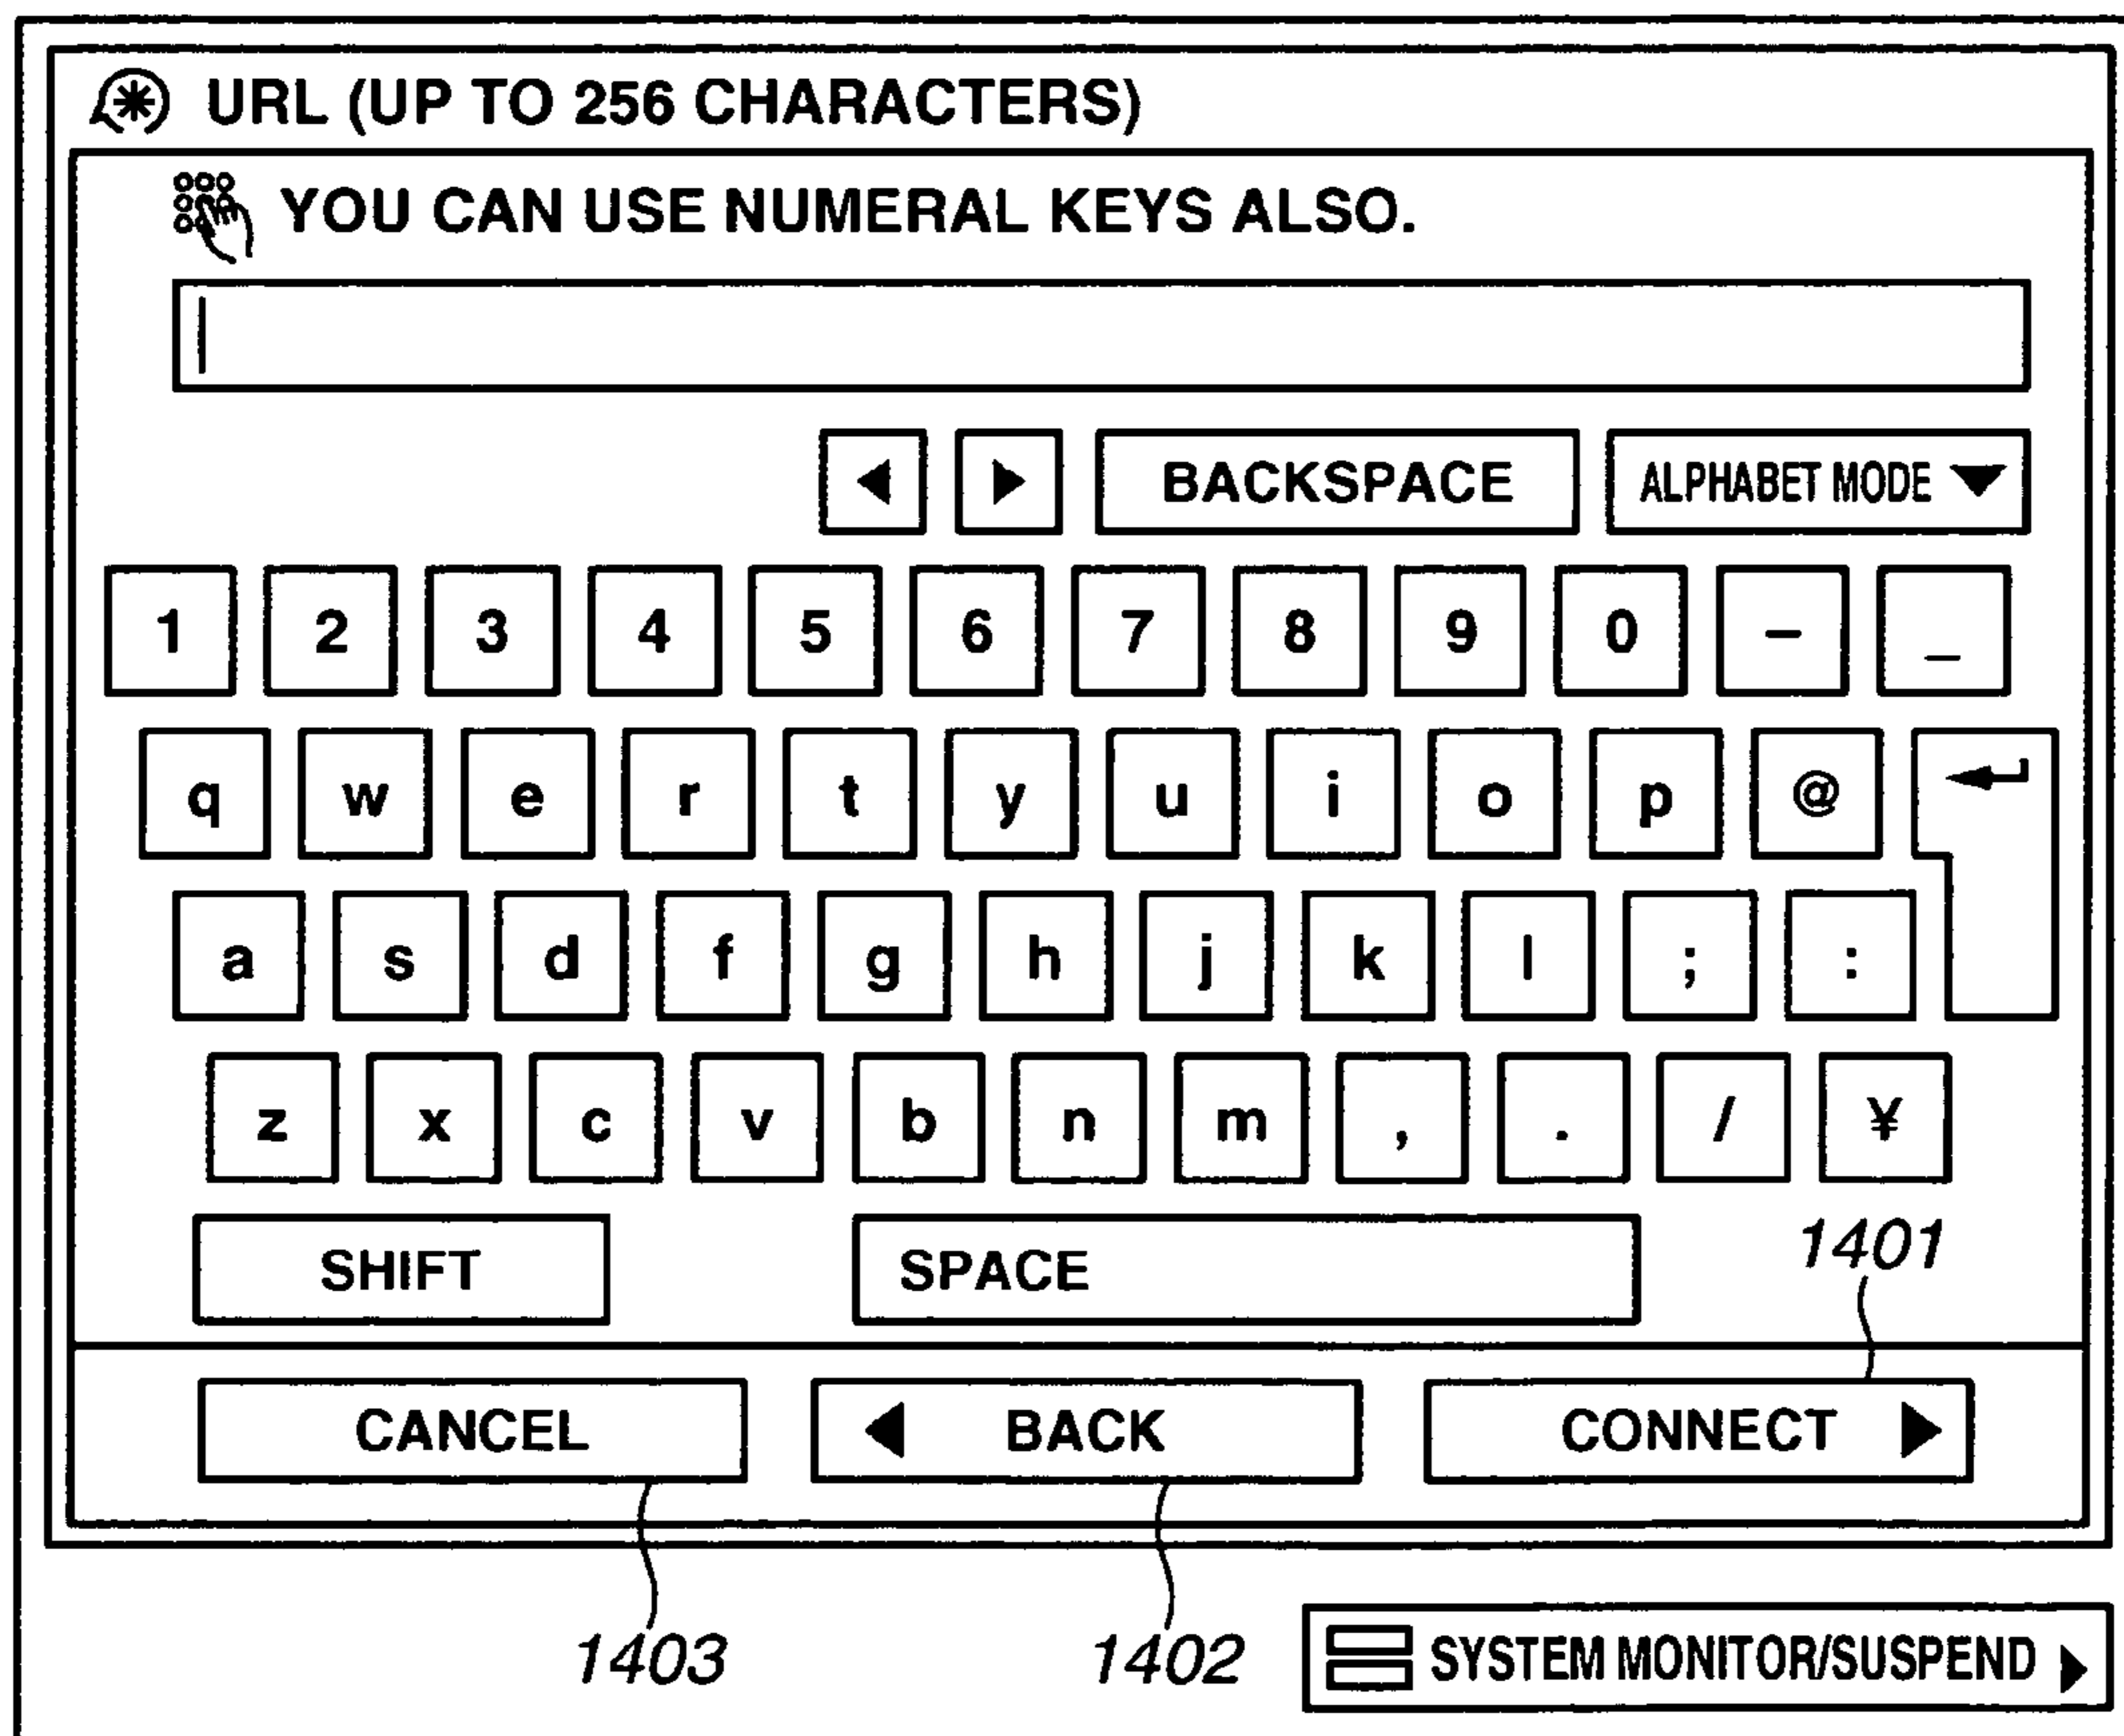 URL (UP TO 256 CHARACTERS)
YOU CAN USE NUMERAL KEYS ALSO.
BACKSPACE ALPHABET MODE
1 2 3 4 5 6 7 8 9 0 – _
q w e r t y u i o p @
a s d f g h j k l ; :
z x c v b n m , . / ¥
SHIFT SPACE 1401
CANCEL BACK CONNECT
1403 1402 SYSTEM MONITOR/SUSPEND